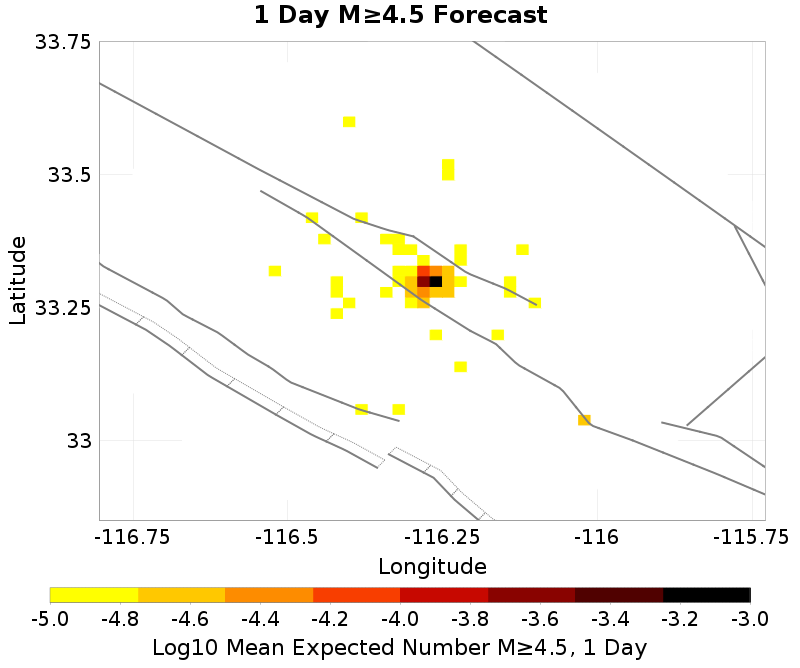 1 Day M≥4.5 Forecast
33.75
33.5
33.25
33
Latitude
-116.75 -116.5 -116.25 -116 -115.75
Longitude
-5.0 -4.8 -4.6 -4.4 -4.2 -4.0 -3.8 -3.6 -3.4 -3.2 -3.0
Log10 Mean Expected Number M≥4.5, 1 Day